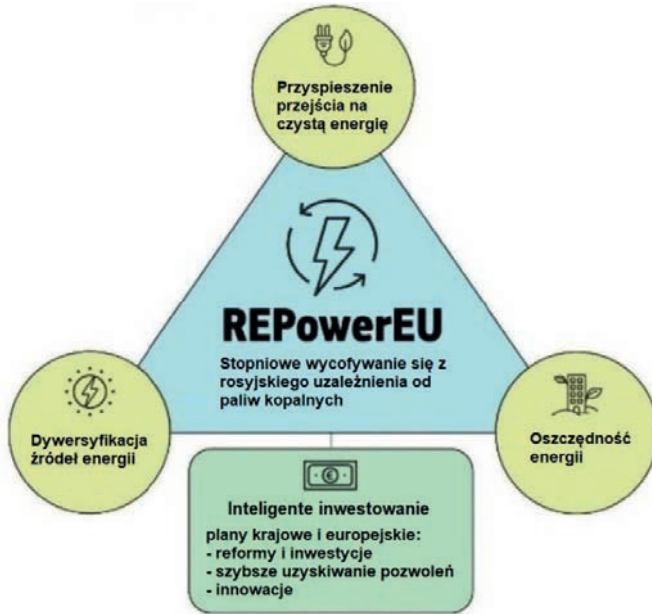 Przyspieszenie
przejścia na
czystą energię
REPowerEU
Stopniowe wycofywanie się z
rosyjskiego uzależnienia od
paliw kopalnych
Dywersyfikacja
źródeł energii
Oszczędność
energii
€
Inteligente inwestowanie
plany krajowe i europejskie:
- reformy i inwestycje
- szybsze uzyskiwanie pozwoleń
- innowacje